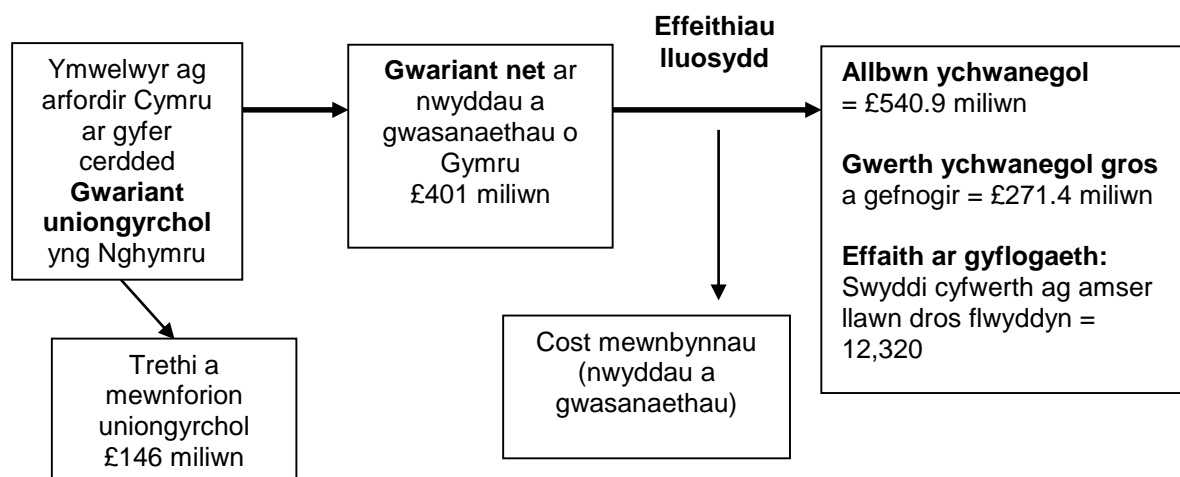 Ymwelwyr ag
arfordir Cymru
ar gyfer
cerdded
Gwariant
uniongyrchol
yng Nghymru
Trethi a
mewnforion
uniongyrchol
£146 miliwn
Gwariant net ar
nwyddau a
gwasanaethau o
Gymru
£401 miliwn
Effeithiau
lluosydd
Cost mewnbynnau
(nwyddau a
gwasanaethau)
Allbwn ychwanegol
= £540.9 miliwn
Gwerth ychwanegol gros
a gefnogir = £271.4 miliwn
Effaith ar gyflogaeth:
Swyddi cyfwerth ag amser
llawn dros flwyddyn =
12,320